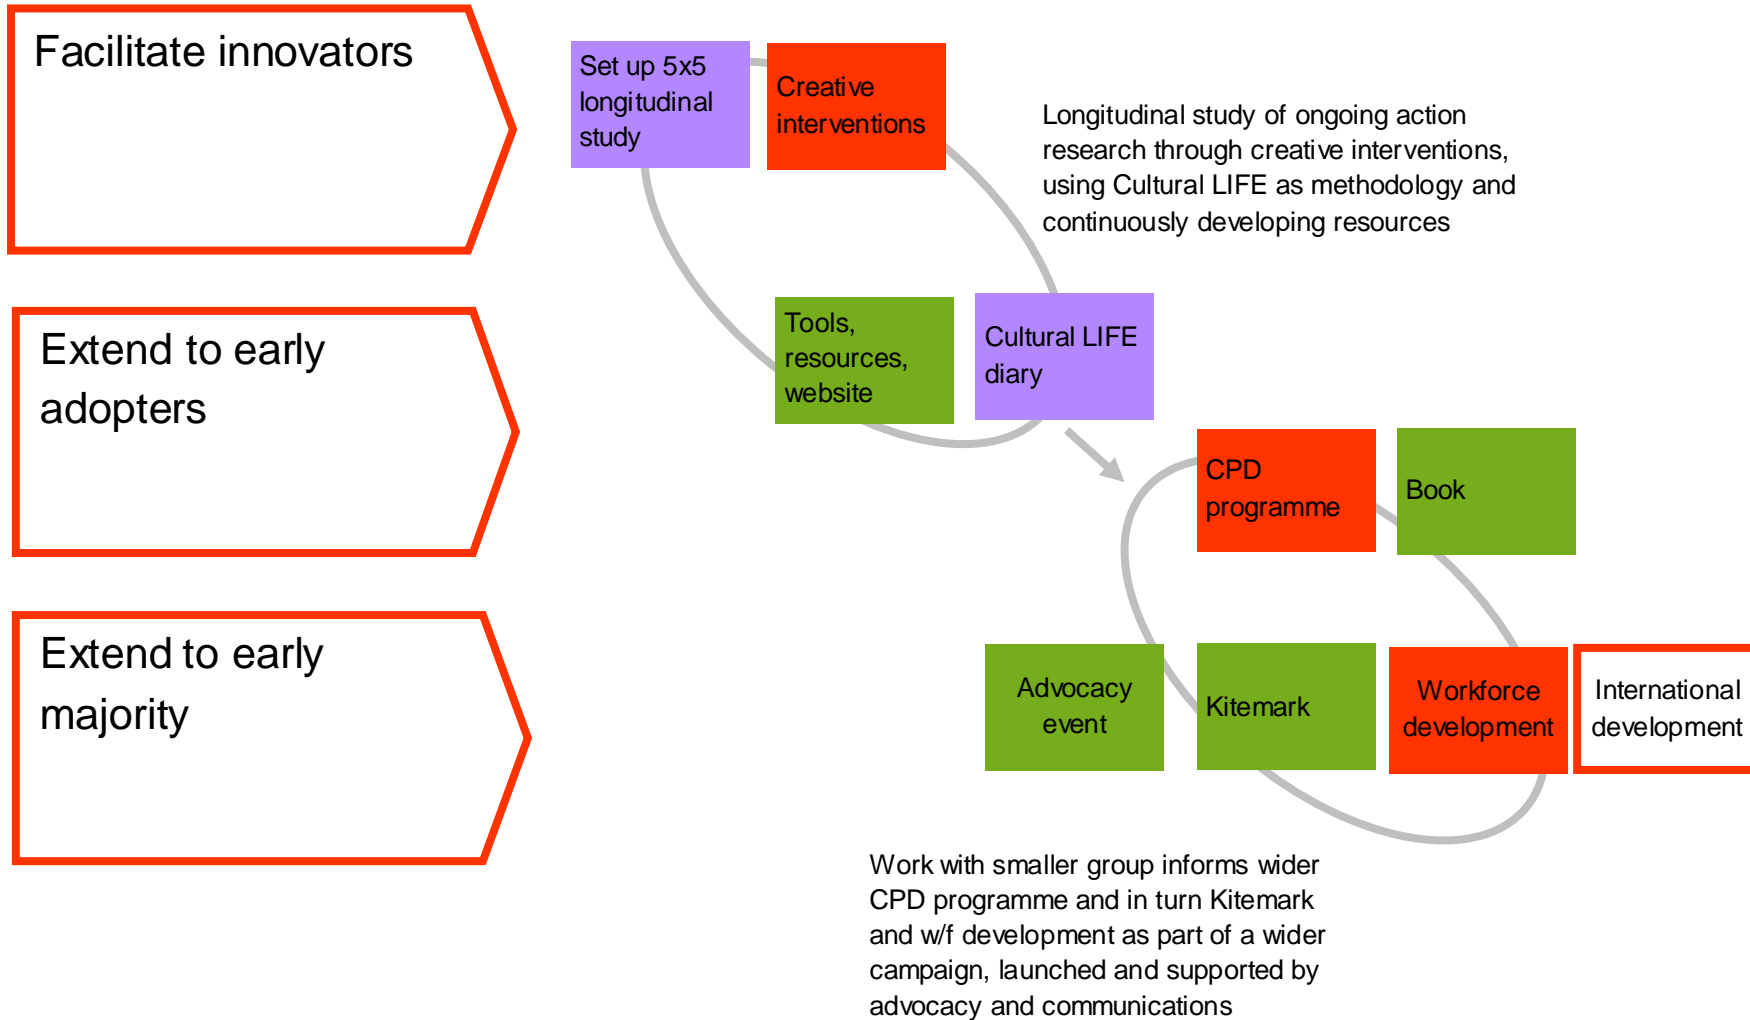 Facilitate innovators
Set up 5x5
longitudinal
study
Creative
interventions
Longitudinal study of ongoing action
research through creative interventions,
using Cultural LIFE as methodology and
continuously developing resources
Extend to early
adopters
Tools,
resources,
website
Cultural LIFE
diary
CPD
programme
Book
Extend to early
majority
Advocacy
event
Kitemark
Workforce
development
International
development
Work with smaller group informs wider
CPD programme and in turn Kitemark
and w/f development as part of a wider
campaign, launched and supported by
advocacy and communications